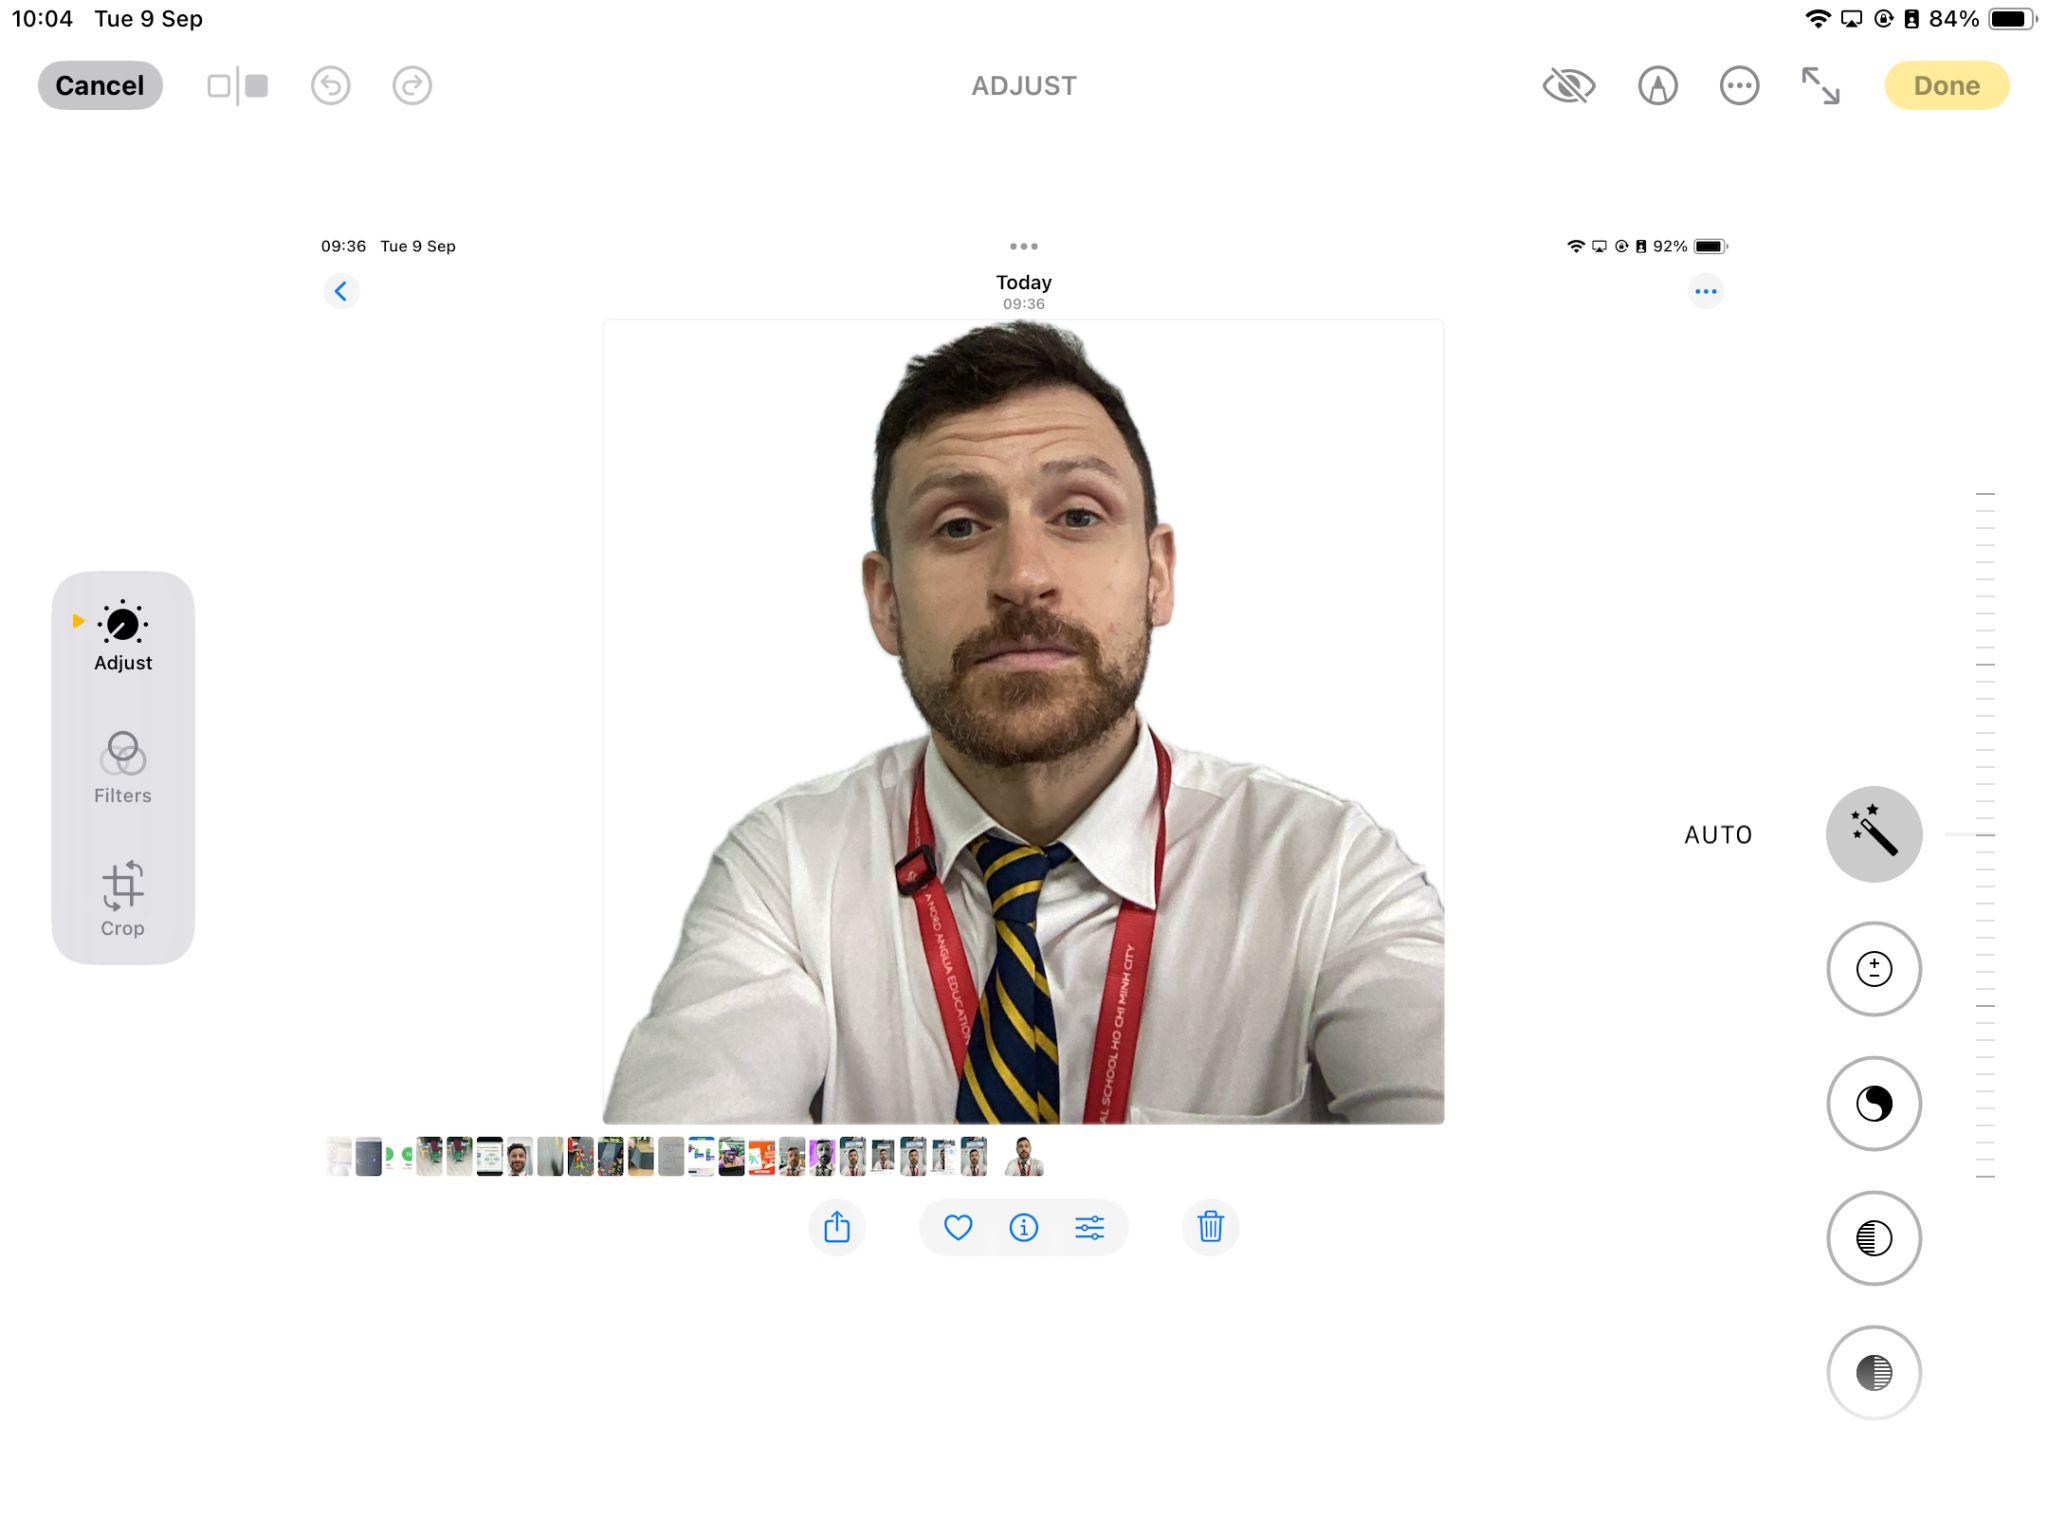 10:04 Tue 9 Sep
84%
Cancel
ADJUST
Done
09:36 Tue 9 Sep
92%
Today
09:36
Adjust
Filters
Crop
AUTO
A NORD ANGLIA EDUCATION
AL SCHOOL HO CHI MINH CITY